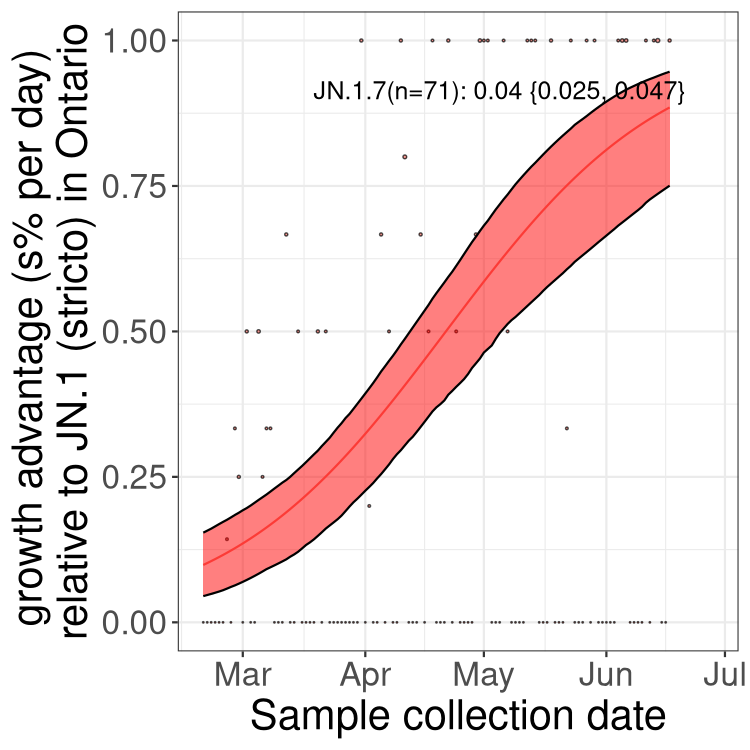 growth advantage (s% per day)
relative to JN.1 (stricto) in Ontario
1.00
0.75
0.50
0.25
0.00
JN.1.7(n=71): 0.04 {0.025, 0.047}
Mar Apr May Jun Jul
Sample collection date